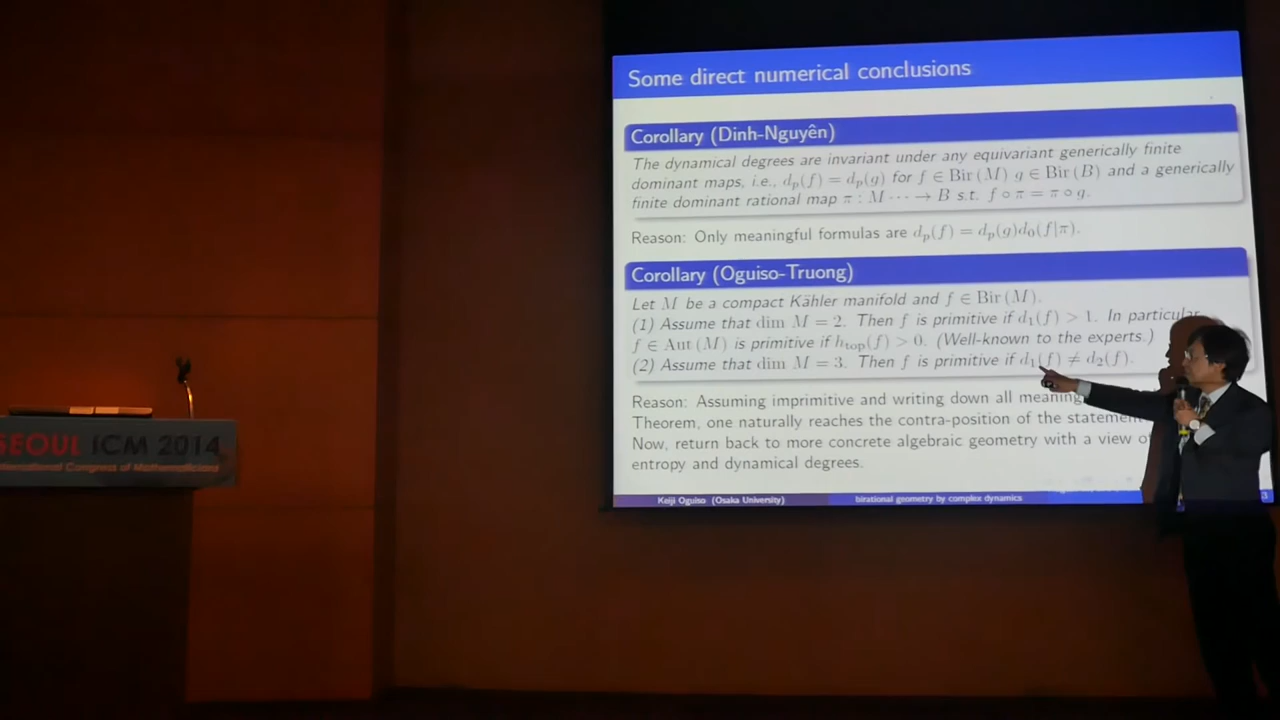 Some direct numerical conclusions
Corollary (Dinh-Nguyên)
The dynamical degrees are invariant under any equivariant generically finite
dominant maps, i.e., d_p(f) = d_p(g) for f ∈ Bir (M) g ∈ Bir (B) and a generically
finite dominant rational map π : M ⋯ → B s.t. f ∘ π = π ∘ g.
Reason: Only meaningful formulas are d_p(f) = d_p(g)d_0(f|π).
Corollary (Oguiso-Truong)
Let M be a compact Kähler manifold and f ∈ Bir (M).
(1) Assume that dim M = 2. Then f is primitive if d_1(f) > 1. In particular
f ∈ Aut (M) is primitive if h_top(f) > 0. (Well-known to the experts.)
(2) Assume that dim M = 3. Then f is primitive if d_1(f) ≠ d_2(f).
Reason: Assuming imprimitive and writing down all
Theorem, one naturally reaches the contra-position of the
Now, return back to more concrete algebraic geometry with a view of
entropy and dynamical degrees.
Keiji Oguiso (Osaka University) birational geometry by complex dynamics
SEOUL ICM 2014
International Congress of Mathematicians